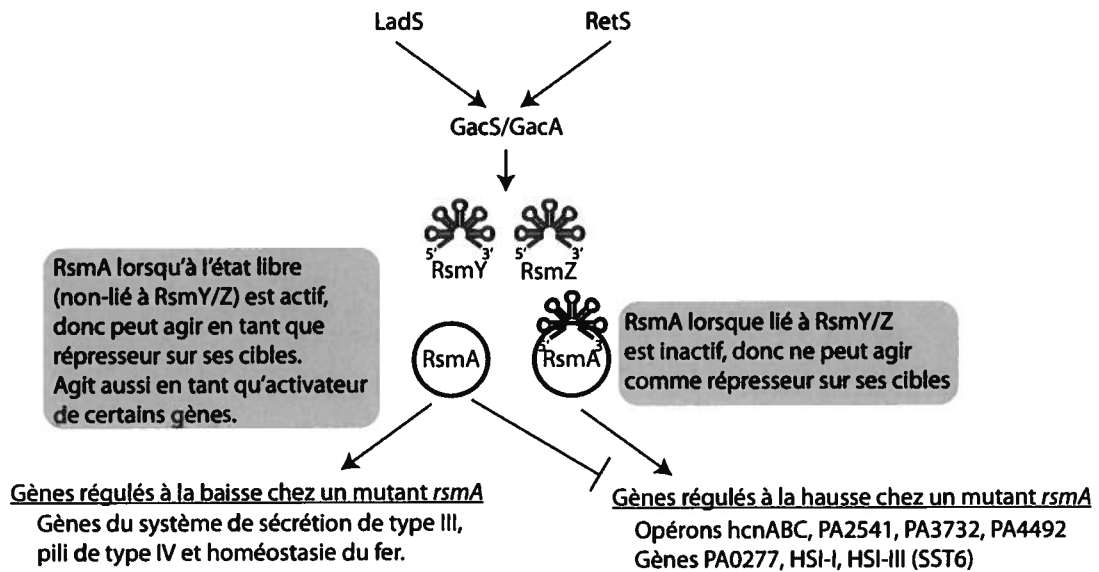 LadS
RetS
GacS/GacA
5' 3'
RsmY
5' 3'
RsmZ
RsmA lorsqu'à l'état libre
(non-lié à RsmY/Z) est actif,
donc peut agir en tant que
répresseur sur ses cibles.
Agit aussi en tant qu'activateur
de certains gènes.
RsmA
5' 3'
RsmA
RsmA lorsque lié à RsmY/Z
est inactif, donc ne peut agir
comme répresseur sur ses cibles
Gènes régulés à la baisse chez un mutant rsmA
Gènes du système de sécrétion de type III,
pili de type IV et homéostasie du fer.
Gènes régulés à la hausse chez un mutant rsmA
Opérons hcnABC, PA2541, PA3732, PA4492
Gènes PA0277, HSI-I, HSI-III (SST6)